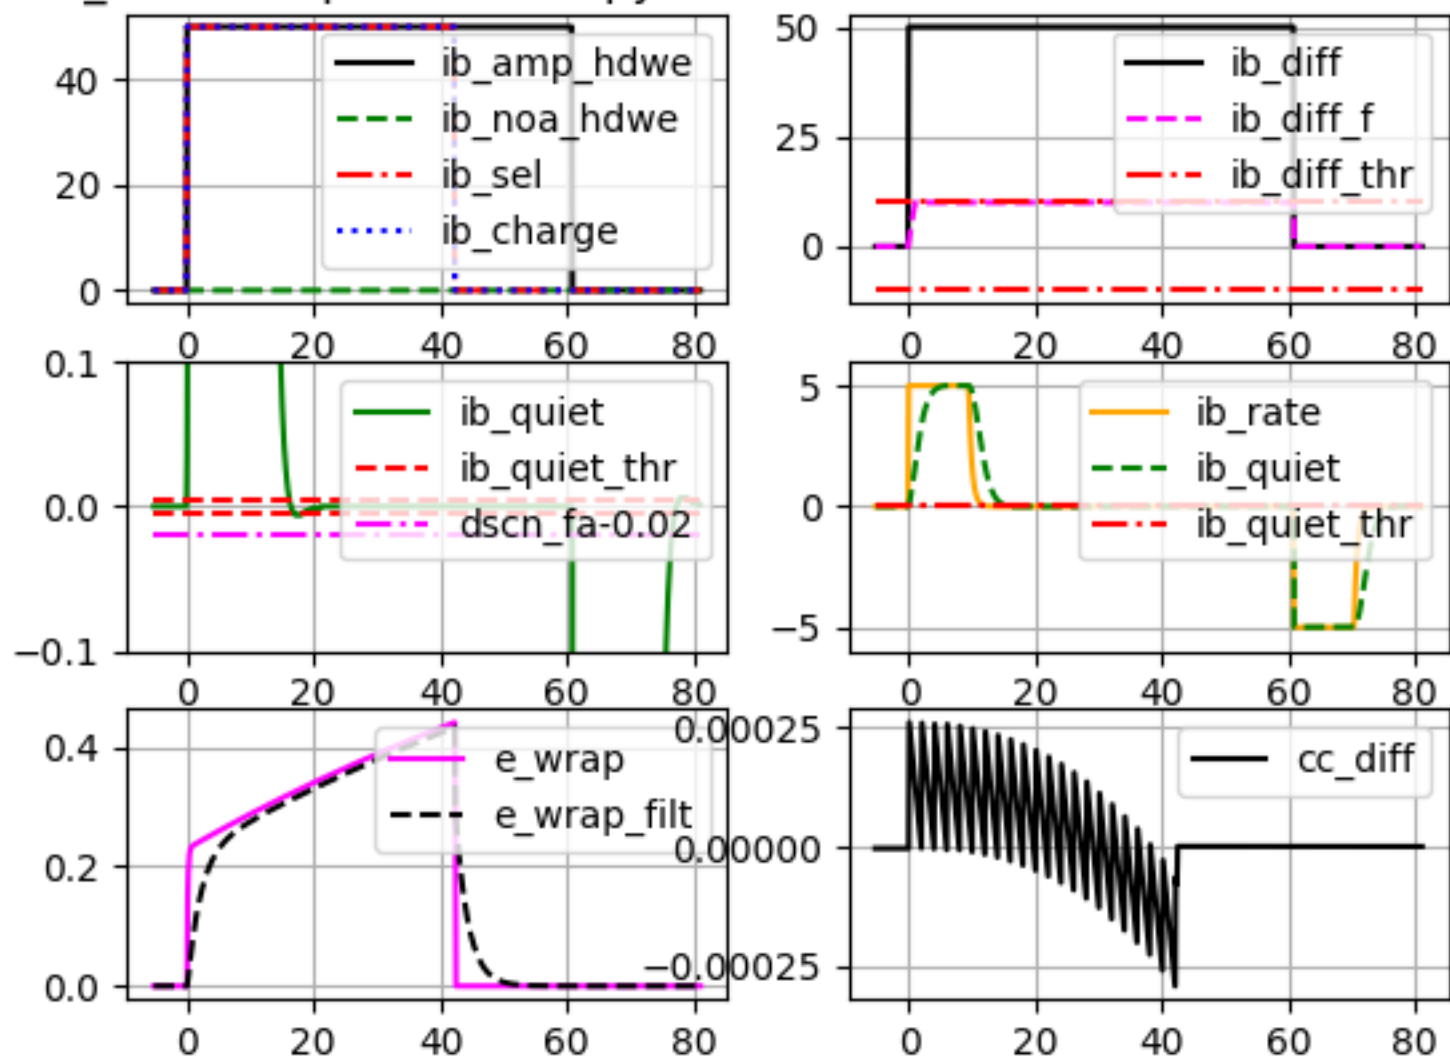 40
20
0
ib_amp_hdwe
ib_noa_hdwe
ib_sel
ib_charge
0 20 40 60 80
50
25
0
ib_diff
ib_diff_f
ib_diff_thr
0 20 40 60 80
0.1
0.0
−0.1
ib_quiet
ib_quiet_thr
dscn_fa-0.02
0 20 40 60 80
5
0
−5
ib_rate
ib_quiet
ib_quiet_thr
0 20 40 60 80
0.4
0.2
0.0
e_wrap
e_wrap_filt
0 20 40 60 80
0.00025
0.00000
−0.00025
cc_diff
0 20 40 60 80